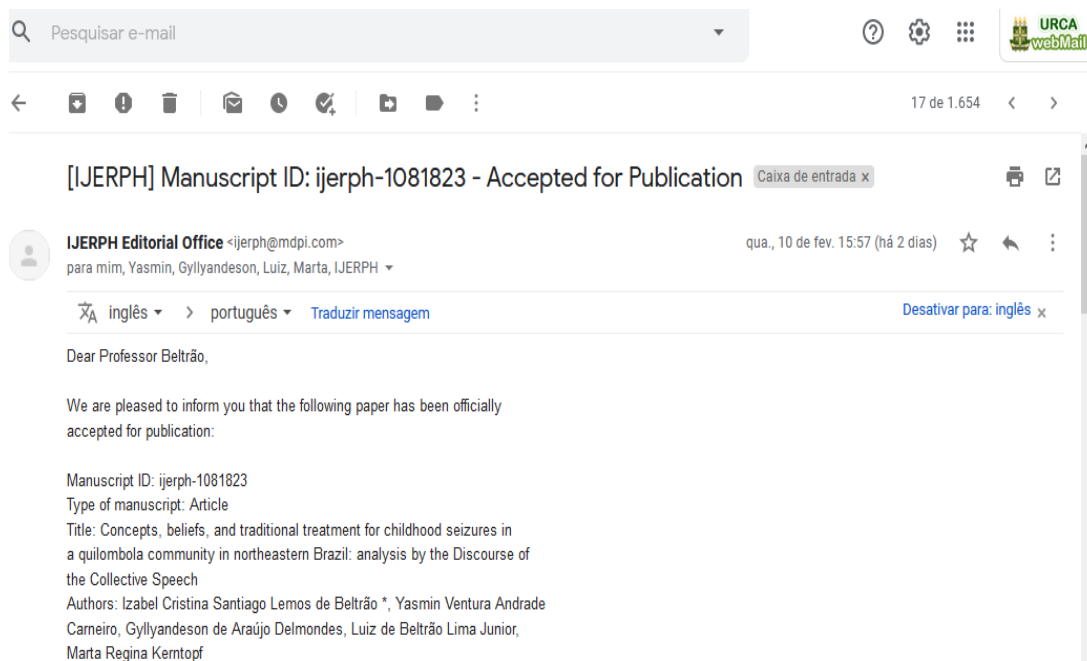 Pesquisar e-mail
URCA
webMail
17 de 1.654
[IJERPH] Manuscript ID: ijerph-1081823 - Accepted for Publication Caixa de entrada x
IJERPH Editorial Office <ijerph@mdpi.com> qua., 10 de fev. 15:57 (há 2 dias)
para mim, Yasmin, Gyllyandeson, Luiz, Marta, IJERPH
inglês > português Traduzir mensagem Desativar para: inglês x
Dear Professor Beltrão,
We are pleased to inform you that the following paper has been officially
accepted for publication:
Manuscript ID: ijerph-1081823
Type of manuscript: Article
Title: Concepts, beliefs, and traditional treatment for childhood seizures in
a quilombola community in northeastern Brazil: analysis by the Discourse of
the Collective Speech
Authors: Izabel Cristina Santiago Lemos de Beltrão *, Yasmin Ventura Andrade
Carneiro, Gyllyandeson de Araújo Delmondes, Luiz de Beltrão Lima Junior,
Marta Regina Kerntopf